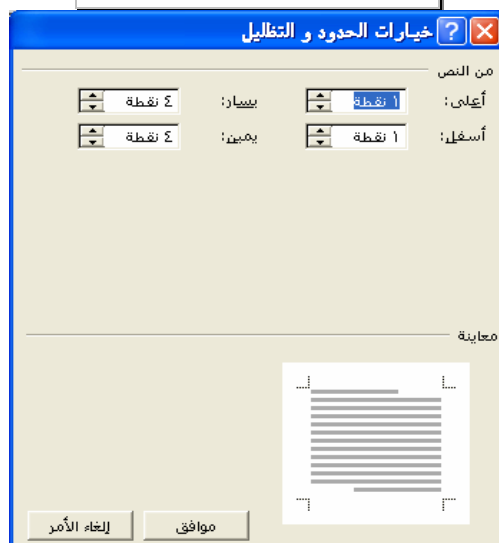 خيارات الحدود و التظليل
من النص
أعلى: ١ نقطة يسار: ٤ نقطة
أسفل: ١ نقطة يمين: ٤ نقطة
معاينة
موافق إلغاء الأمر